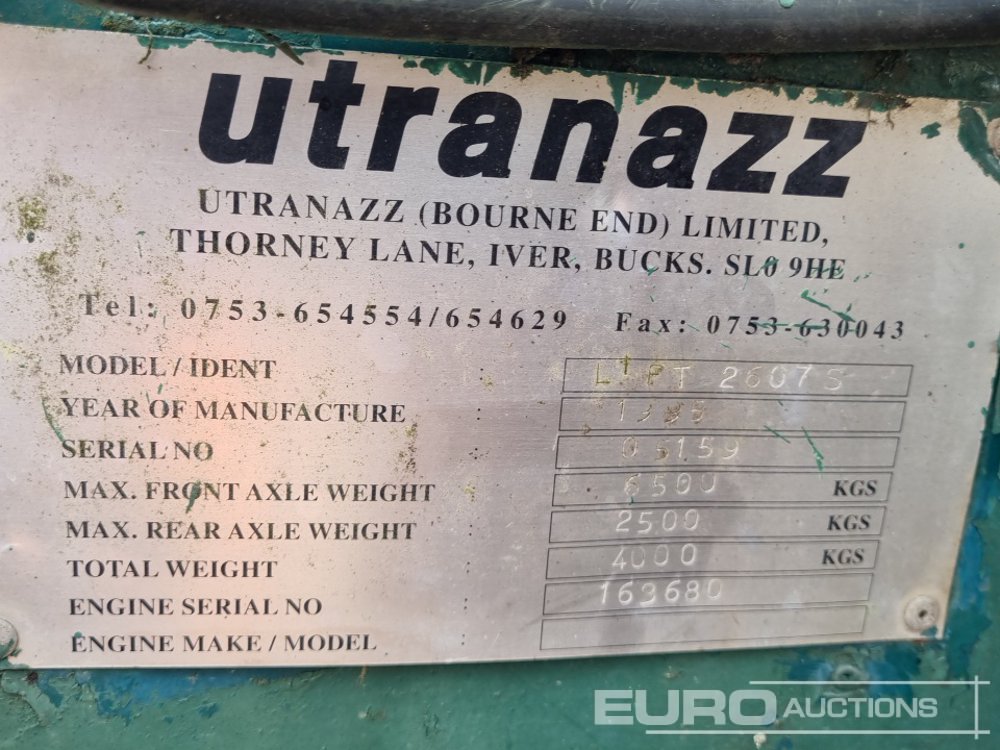 utranazz
UTRANAZZ (BOURNE END) LIMITED,
THORNEY LANE, IVER, BUCKS. SL0 9HE
Tel: 0753-654554/654629 Fax: 0753-630043
MODEL / IDENT : 2607S
YEAR OF MANUFACTURE :
SERIAL NO :
MAX. FRONT AXLE WEIGHT : 6500 KGS
MAX. REAR AXLE WEIGHT : 2500 KGS
TOTAL WEIGHT : 4000 KGS
ENGINE SERIAL NO : 163680
ENGINE MAKE / MODEL :
EURO AUCTIONS